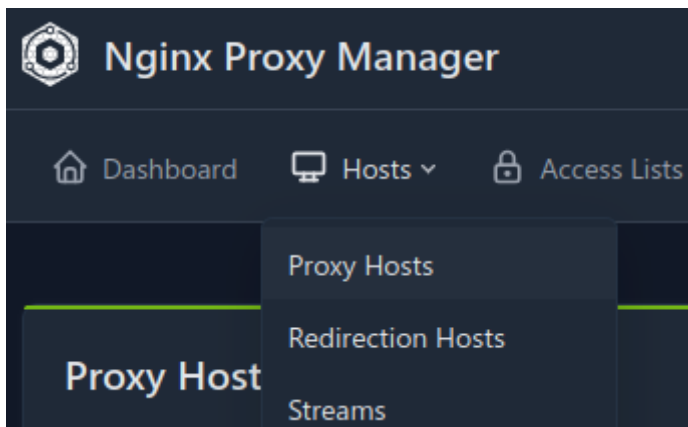 Nginx Proxy Manager
Dashboard Hosts Access Lists
Proxy Hosts
Redirection Hosts
Proxy Host
Streams